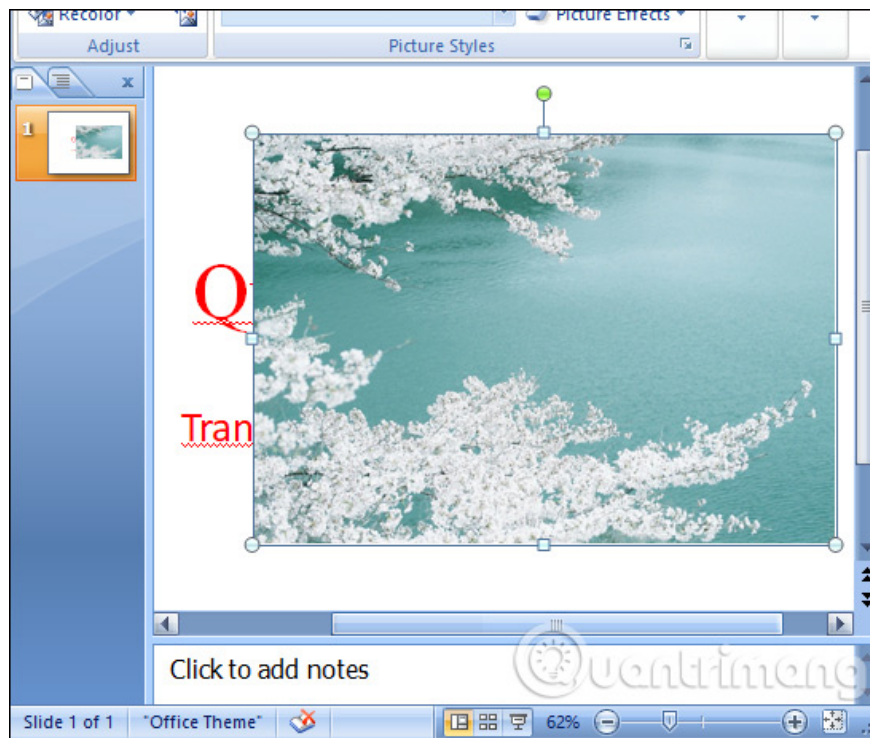 Recolor
Picture Effects
Adjust
Picture Styles
1
Q
Tran
Click to add notes
Quantrimang
Slide 1 of 1
"Office Theme"
62%